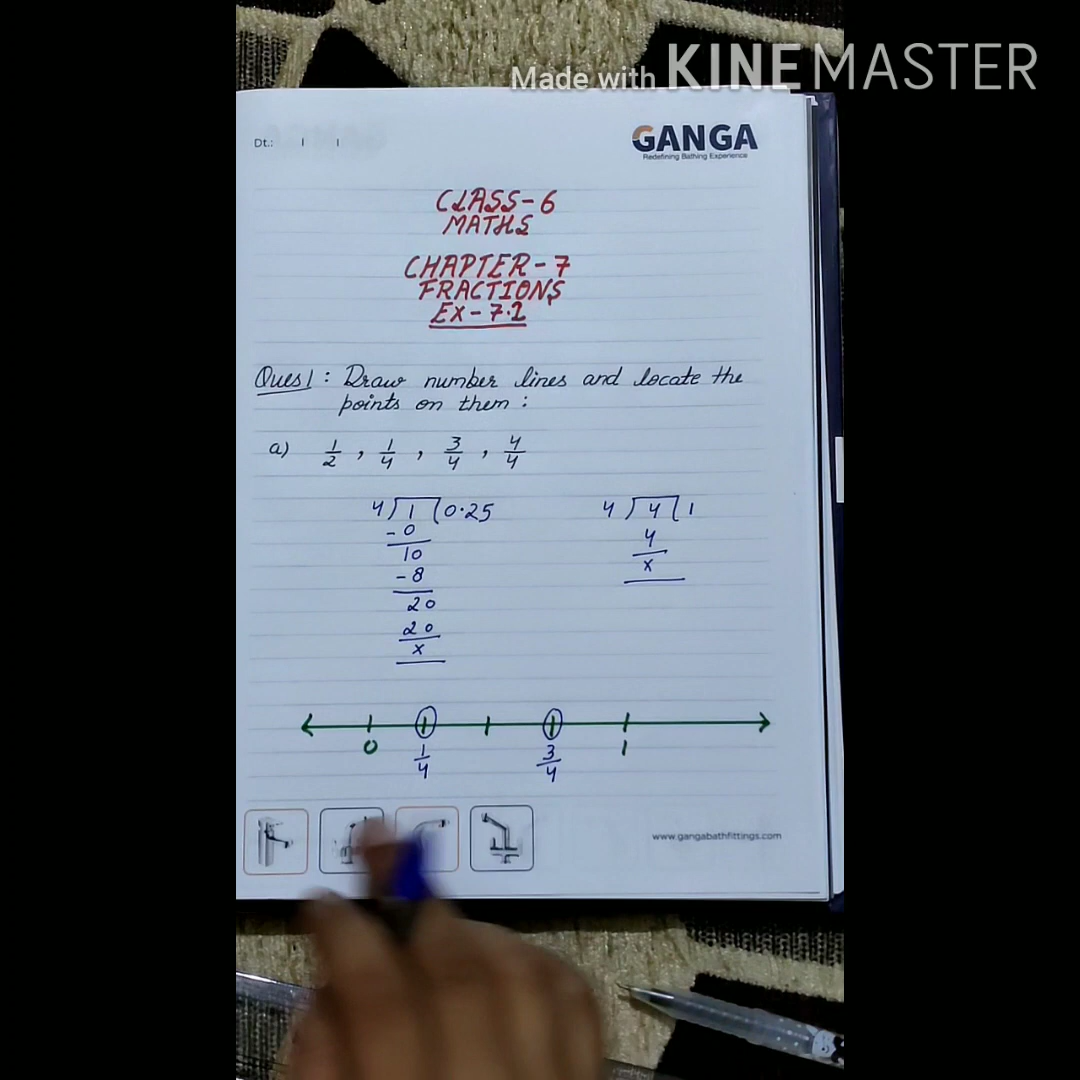 Made with KINEMASTER
Dt.: / /
GANGA
Redefining Bathing Experience
CLASS-6
MATHS
CHAPTER-7
FRACTIONS
EX-7.2
Ques 1: Draw number lines and locate the
points on them :
a) 1/2 , 1/4 , 3/4 , 4/4
4) 1 (0.25
-0
10
-8
20
20
x
4) 4 (1
4
x
0 1/4 3/4 1
www.gangabathfittings.com